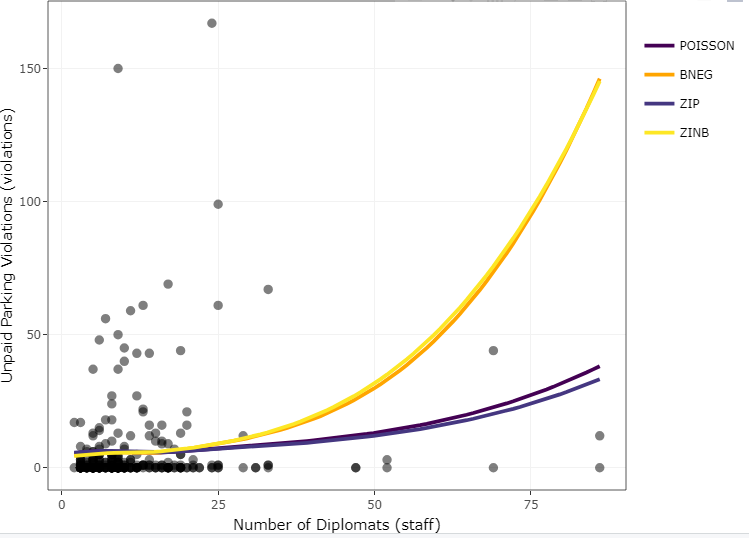 POISSON
BNEG
ZIP
ZINB
Unpaid Parking Violations (violations)
150
100
50
0
0 25 50 75
Number of Diplomats (staff)